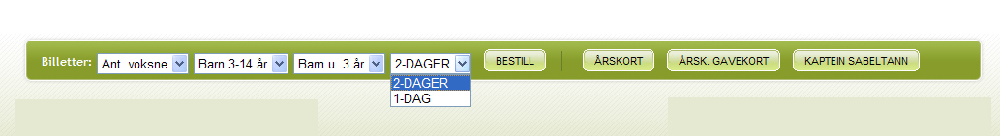 Billetter: Ant. voksne Barn 3-14 år Barn u. 3 år 2-DAGER BESTILL ÅRSKORT ÅRSK. GAVEKORT KAPTEIN SABELTANN
2-DAGER
1-DAG